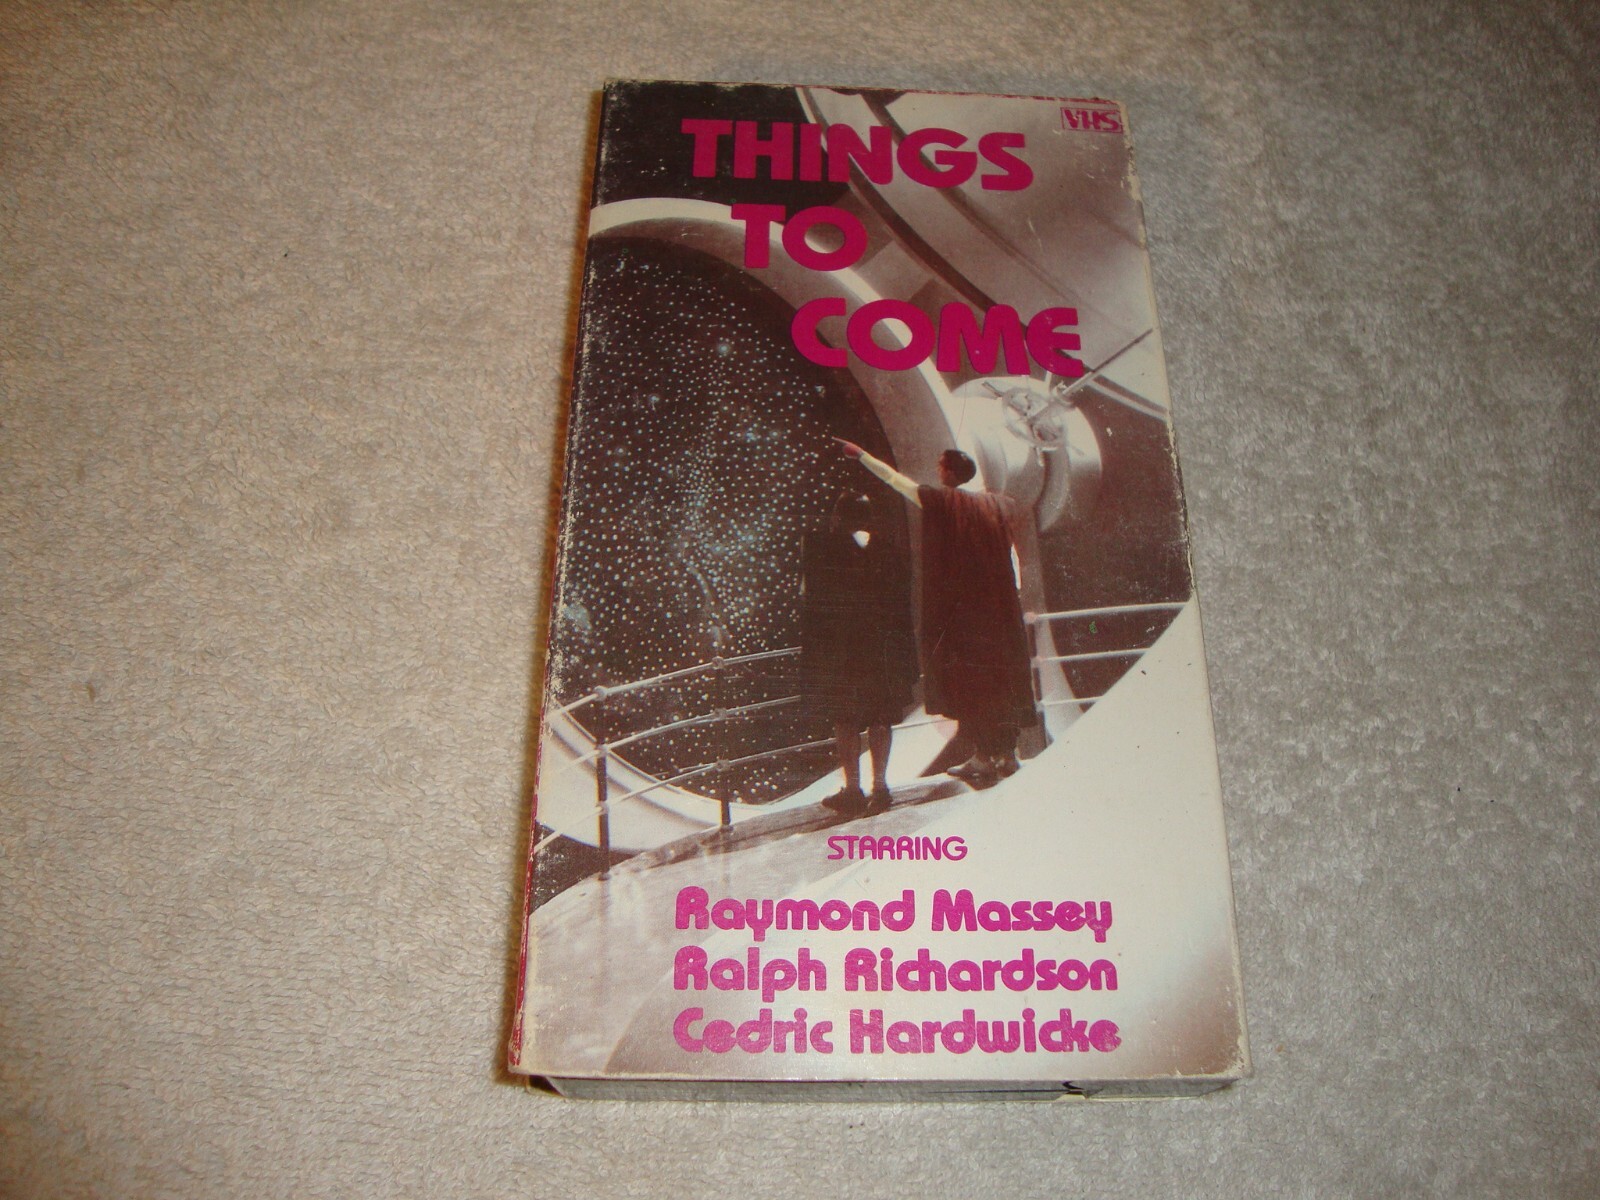 VHS
THINGS
TO
COME
STARRING
Raymond Massey
Ralph Richardson
Cedric Hardwicke